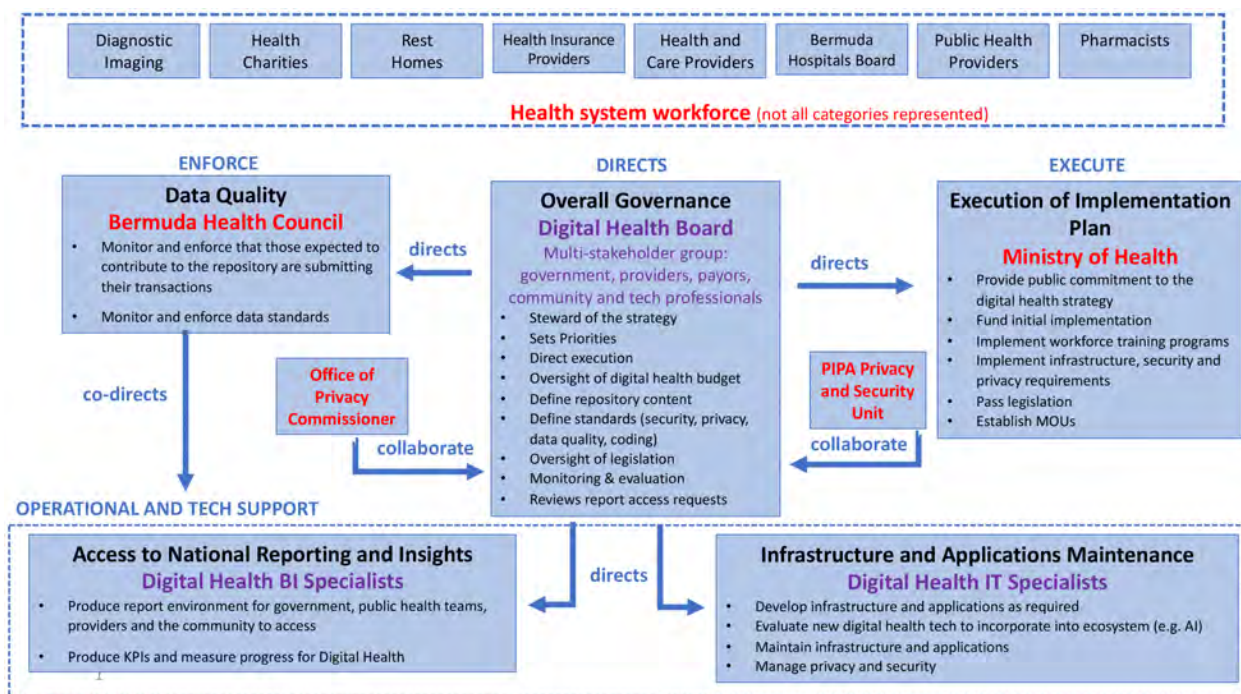 Diagnostic
Imaging
Health
Charities
Rest
Homes
Health Insurance
Providers
Health and
Care Providers
Bermuda
Hospitals Board
Public Health
Providers
Pharmacists
Health system workforce (not all categories represented)
ENFORCE
Data Quality
Bermuda Health Council
• Monitor and enforce that those expected to
contribute to the repository are submitting
their transactions
• Monitor and enforce data standards
directs
DIRECTS
Overall Governance
Digital Health Board
Multi-stakeholder group:
government, providers, payors,
community and tech professionals
• Steward of the strategy
• Sets Priorities
• Direct execution
• Oversight of digital health budget
• Define repository content
• Define standards (security, privacy,
data quality, coding)
• Oversight of legislation
• Monitoring & evaluation
• Reviews report access requests
directs
EXECUTE
Execution of Implementation
Plan
Ministry of Health
• Provide public commitment to the
digital health strategy
• Fund initial implementation
• Implement workforce training programs
• Implement infrastructure, security and
privacy requirements
• Pass legislation
• Establish MOUs
co-directs
Office of
Privacy
Commissioner
collaborate
PIPA Privacy
and Security
Unit
collaborate
OPERATIONAL AND TECH SUPPORT
Access to National Reporting and Insights
Digital Health BI Specialists
• Produce report environment for government, public health teams,
providers and the community to access
• Produce KPIs and measure progress for Digital Health
directs
Infrastructure and Applications Maintenance
Digital Health IT Specialists
• Develop infrastructure and applications as required
• Evaluate new digital health tech to incorporate into ecosystem (e.g. AI)
• Maintain infrastructure and applications
• Manage privacy and security